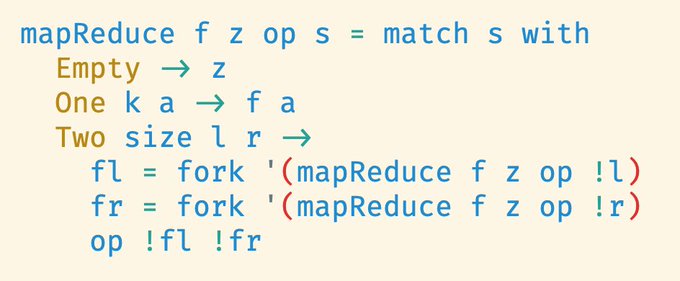 mapReduce f z op s = match s with
  Empty → z
  One k a → f a
  Two size l r →
    fl = fork '(mapReduce f z op !l)
    fr = fork '(mapReduce f z op !r)
    op !fl !fr